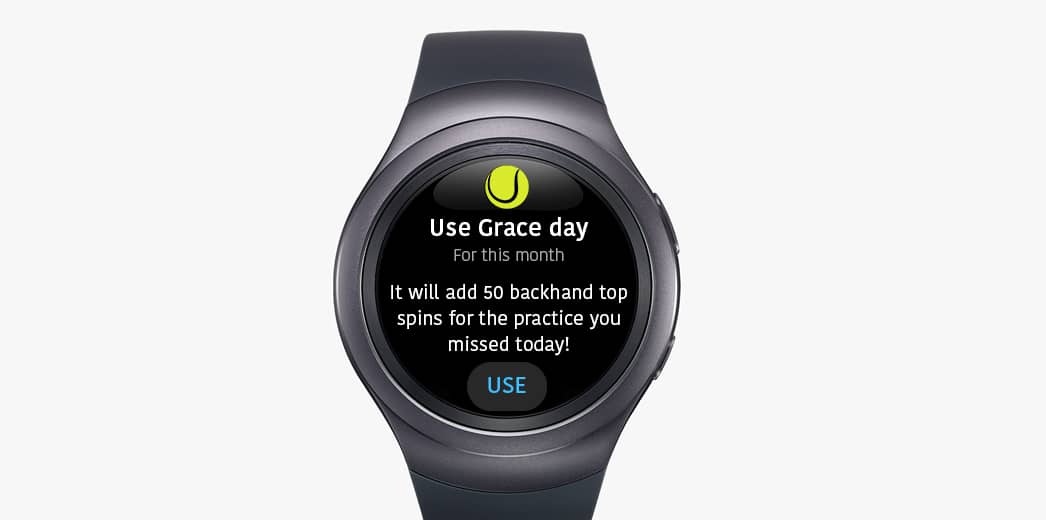 Use Grace day
For this month
It will add 50 backhand top
spins for the practice you
missed today!
USE